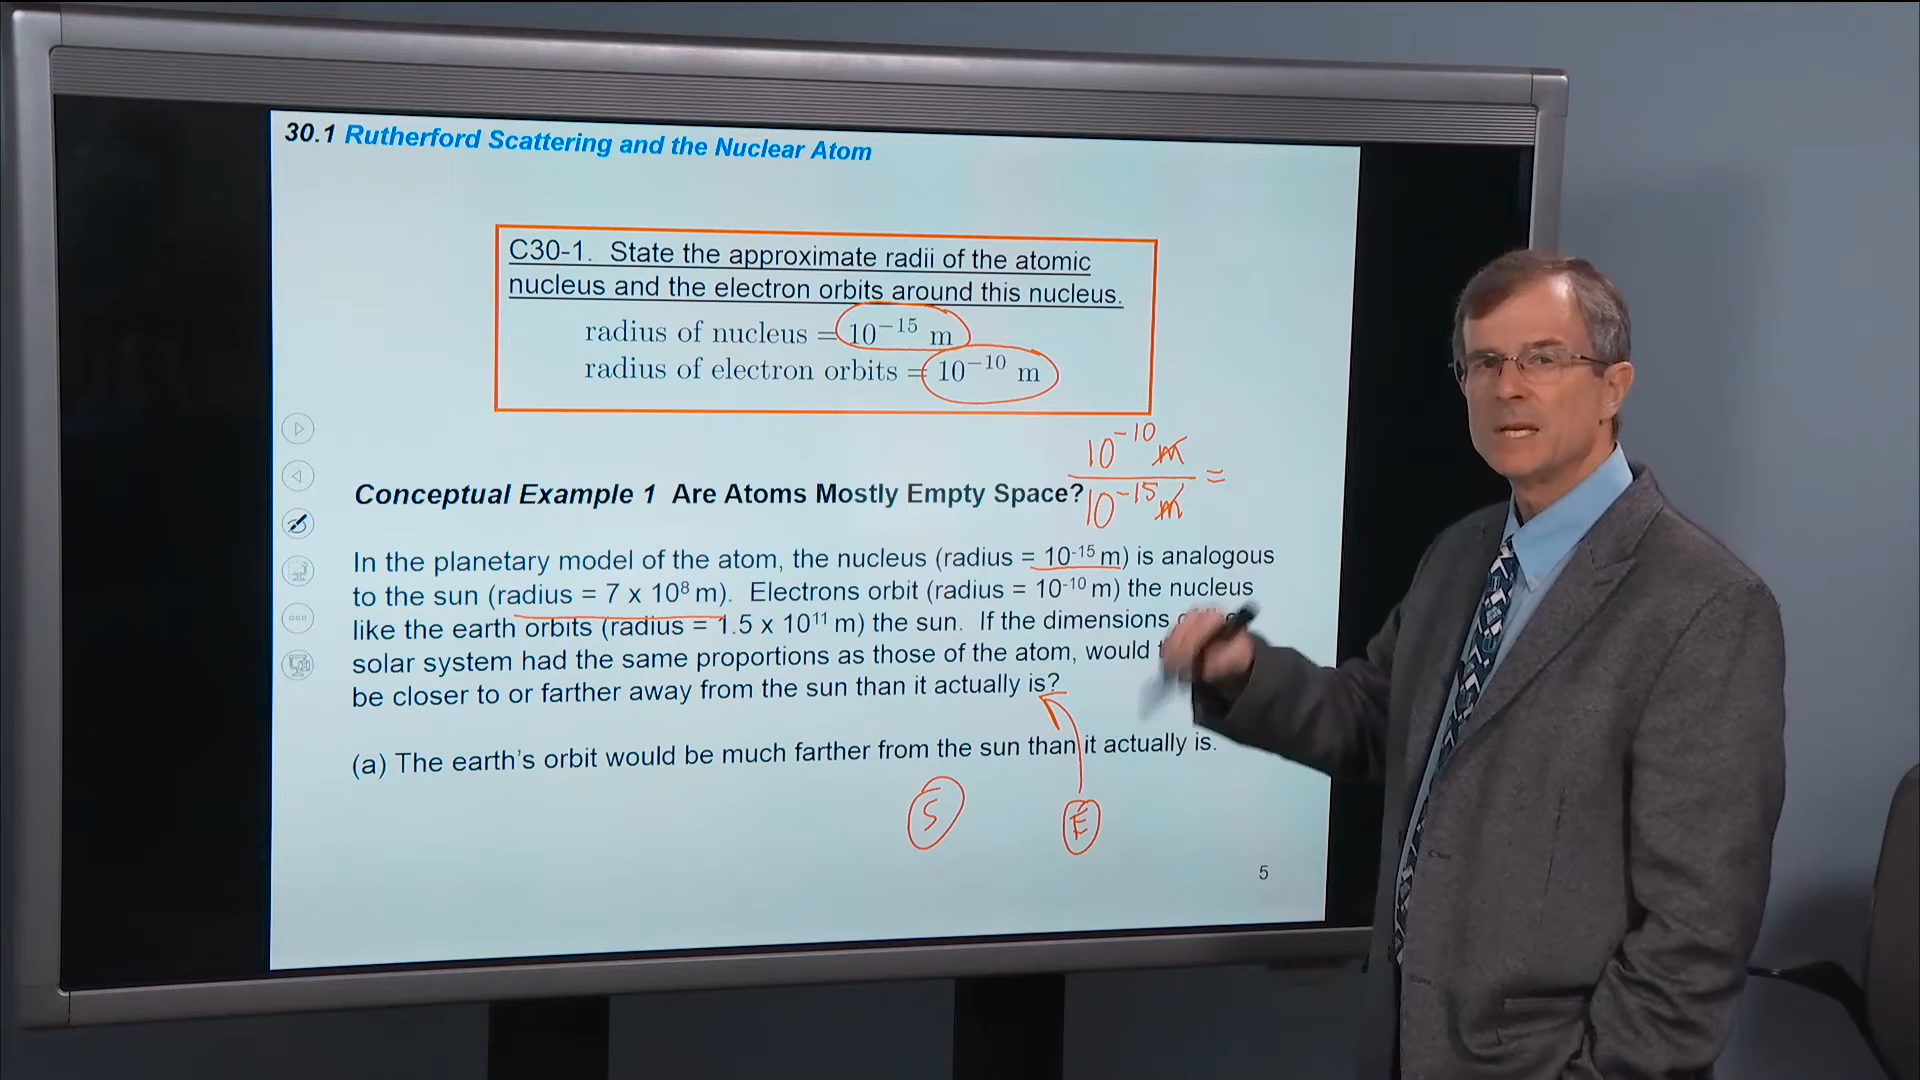 30.1 Rutherford Scattering and the Nuclear Atom
C30-1. State the approximate radii of the atomic
nucleus and the electron orbits around this nucleus.
radius of nucleus = 10⁻¹⁵ m
radius of electron orbits = 10⁻¹⁰ m
10⁻¹⁰ m
10⁻¹⁵ m
=
Conceptual Example 1 Are Atoms Mostly Empty Space?
In the planetary model of the atom, the nucleus (radius = 10⁻¹⁵ m) is analogous
to the sun (radius = 7 x 10⁸ m). Electrons orbit (radius = 10⁻¹⁰ m) the nucleus
like the earth orbits (radius = 1.5 x 10¹¹ m) the sun. If the dimensions
solar system had the same proportions as those of the atom, would
be closer to or farther away from the sun than it actually is?
(a) The earth's orbit would be much farther from the sun than it actually is.
S E
5